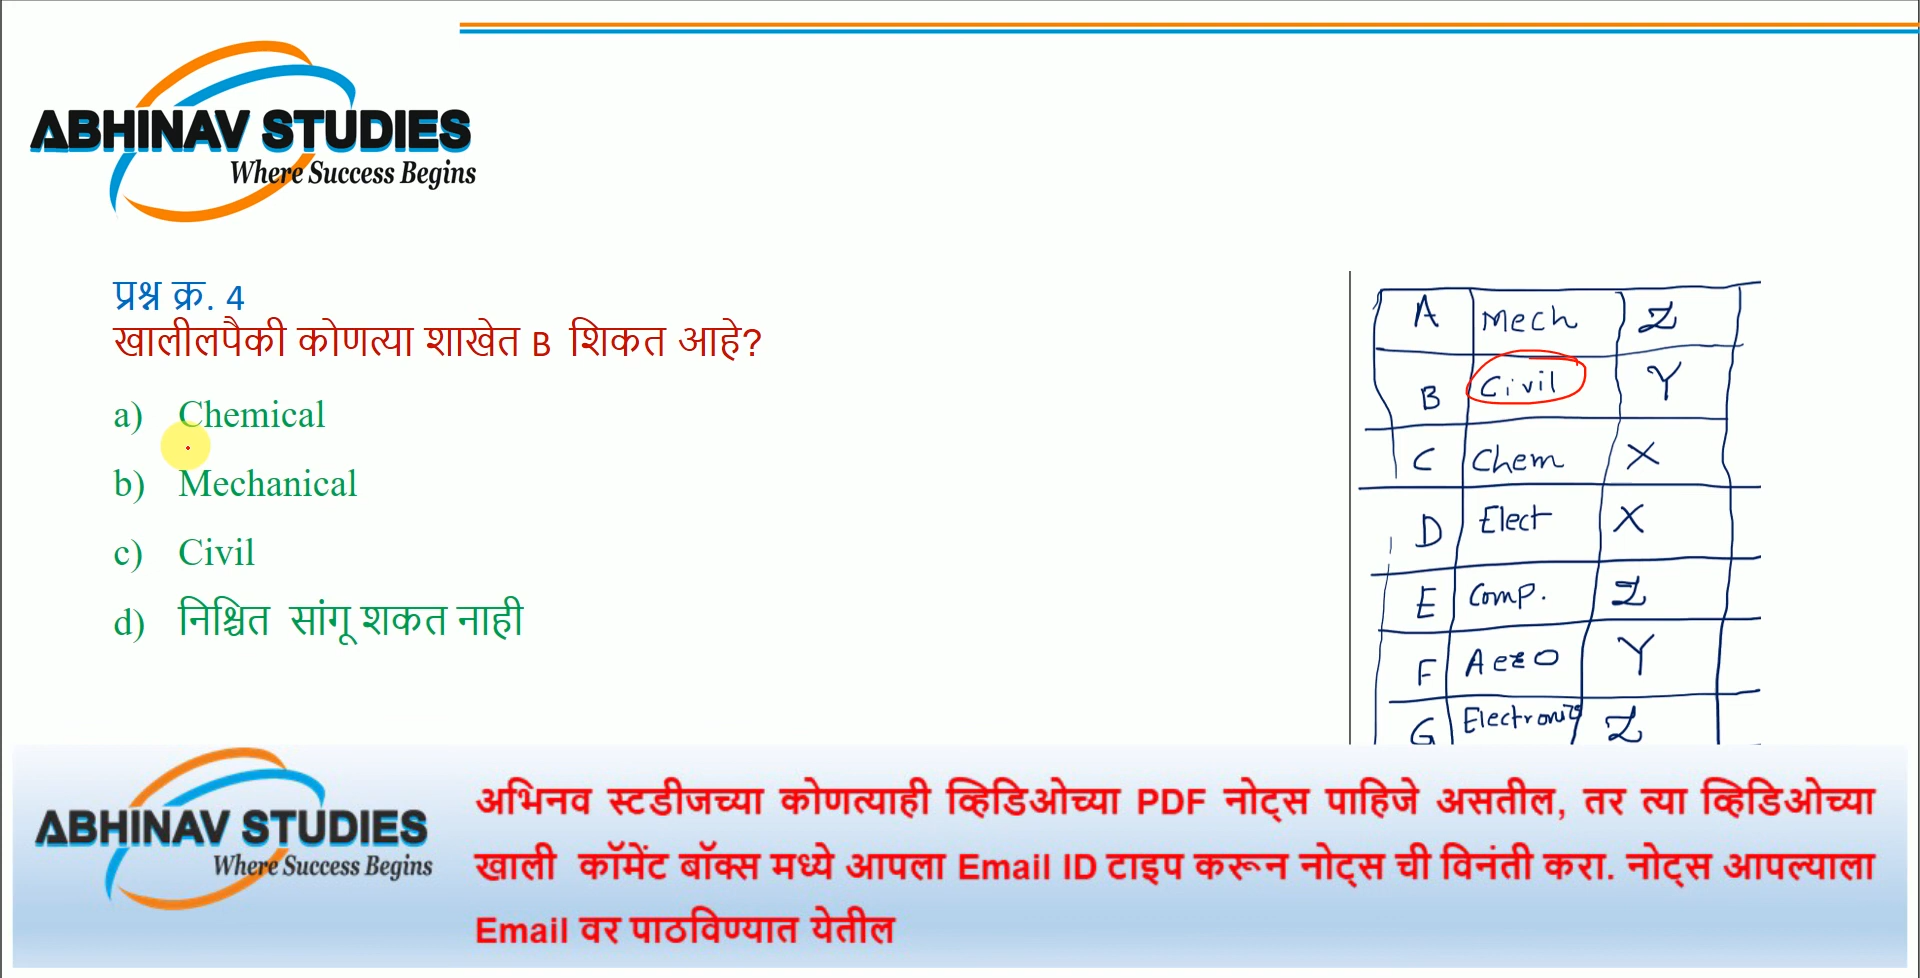 ABHINAV STUDIES
Where Success Begins
प्रश्न क्र. 4
खालीलपैकी कोणत्या शाखेत B शिकत आहे?
a) Chemical
b) Mechanical
c) Civil
d) निश्चित सांगू शकत नाही
A Mech Z
B Civil Y
C Chem X
D Elect X
E Comp. Z
F Aero Y
G Electronics Z
ABHINAV STUDIES
Where Success Begins
अभिनव स्टडीजच्या कोणत्याही व्हिडिओच्या PDF नोट्स पाहिजे असतील, तर त्या व्हिडिओच्या
खाली कॉमेंट बॉक्स मध्ये आपला Email ID टाइप करून नोट्स ची विनंती करा. नोट्स आपल्याला
Email वर पाठविण्यात येतील